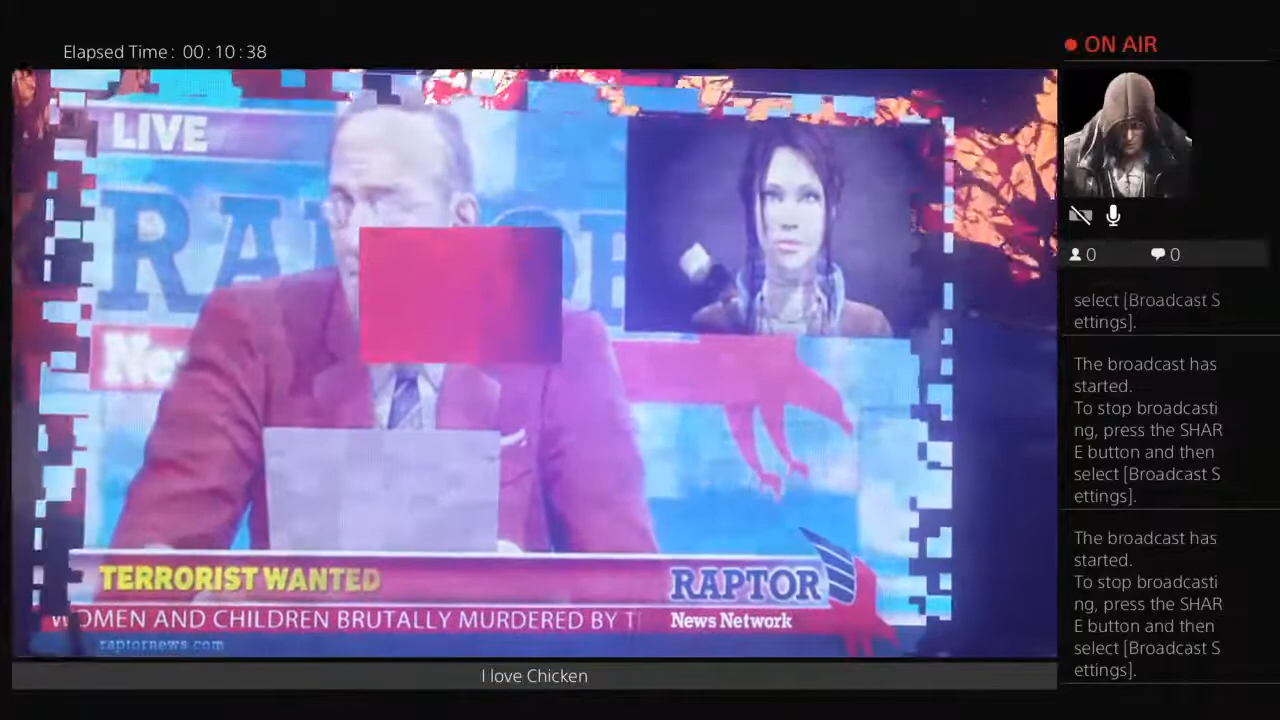 Elapsed Time: 00:10:38
ON AIR
LIVE
0
0
select [Broadcast S
ettings].
The broadcast has
started.
To stop broadcasti
ng, press the SHAR
E button and then
select [Broadcast S
ettings].
The broadcast has
started.
To stop broadcasti
ng, press the SHAR
E button and then
select [Broadcast S
ettings].
TERRORIST WANTED
RAPTOR
News Network
WOMEN AND CHILDREN BRUTALLY MURDERED BY T
raptornews.com
I love Chicken